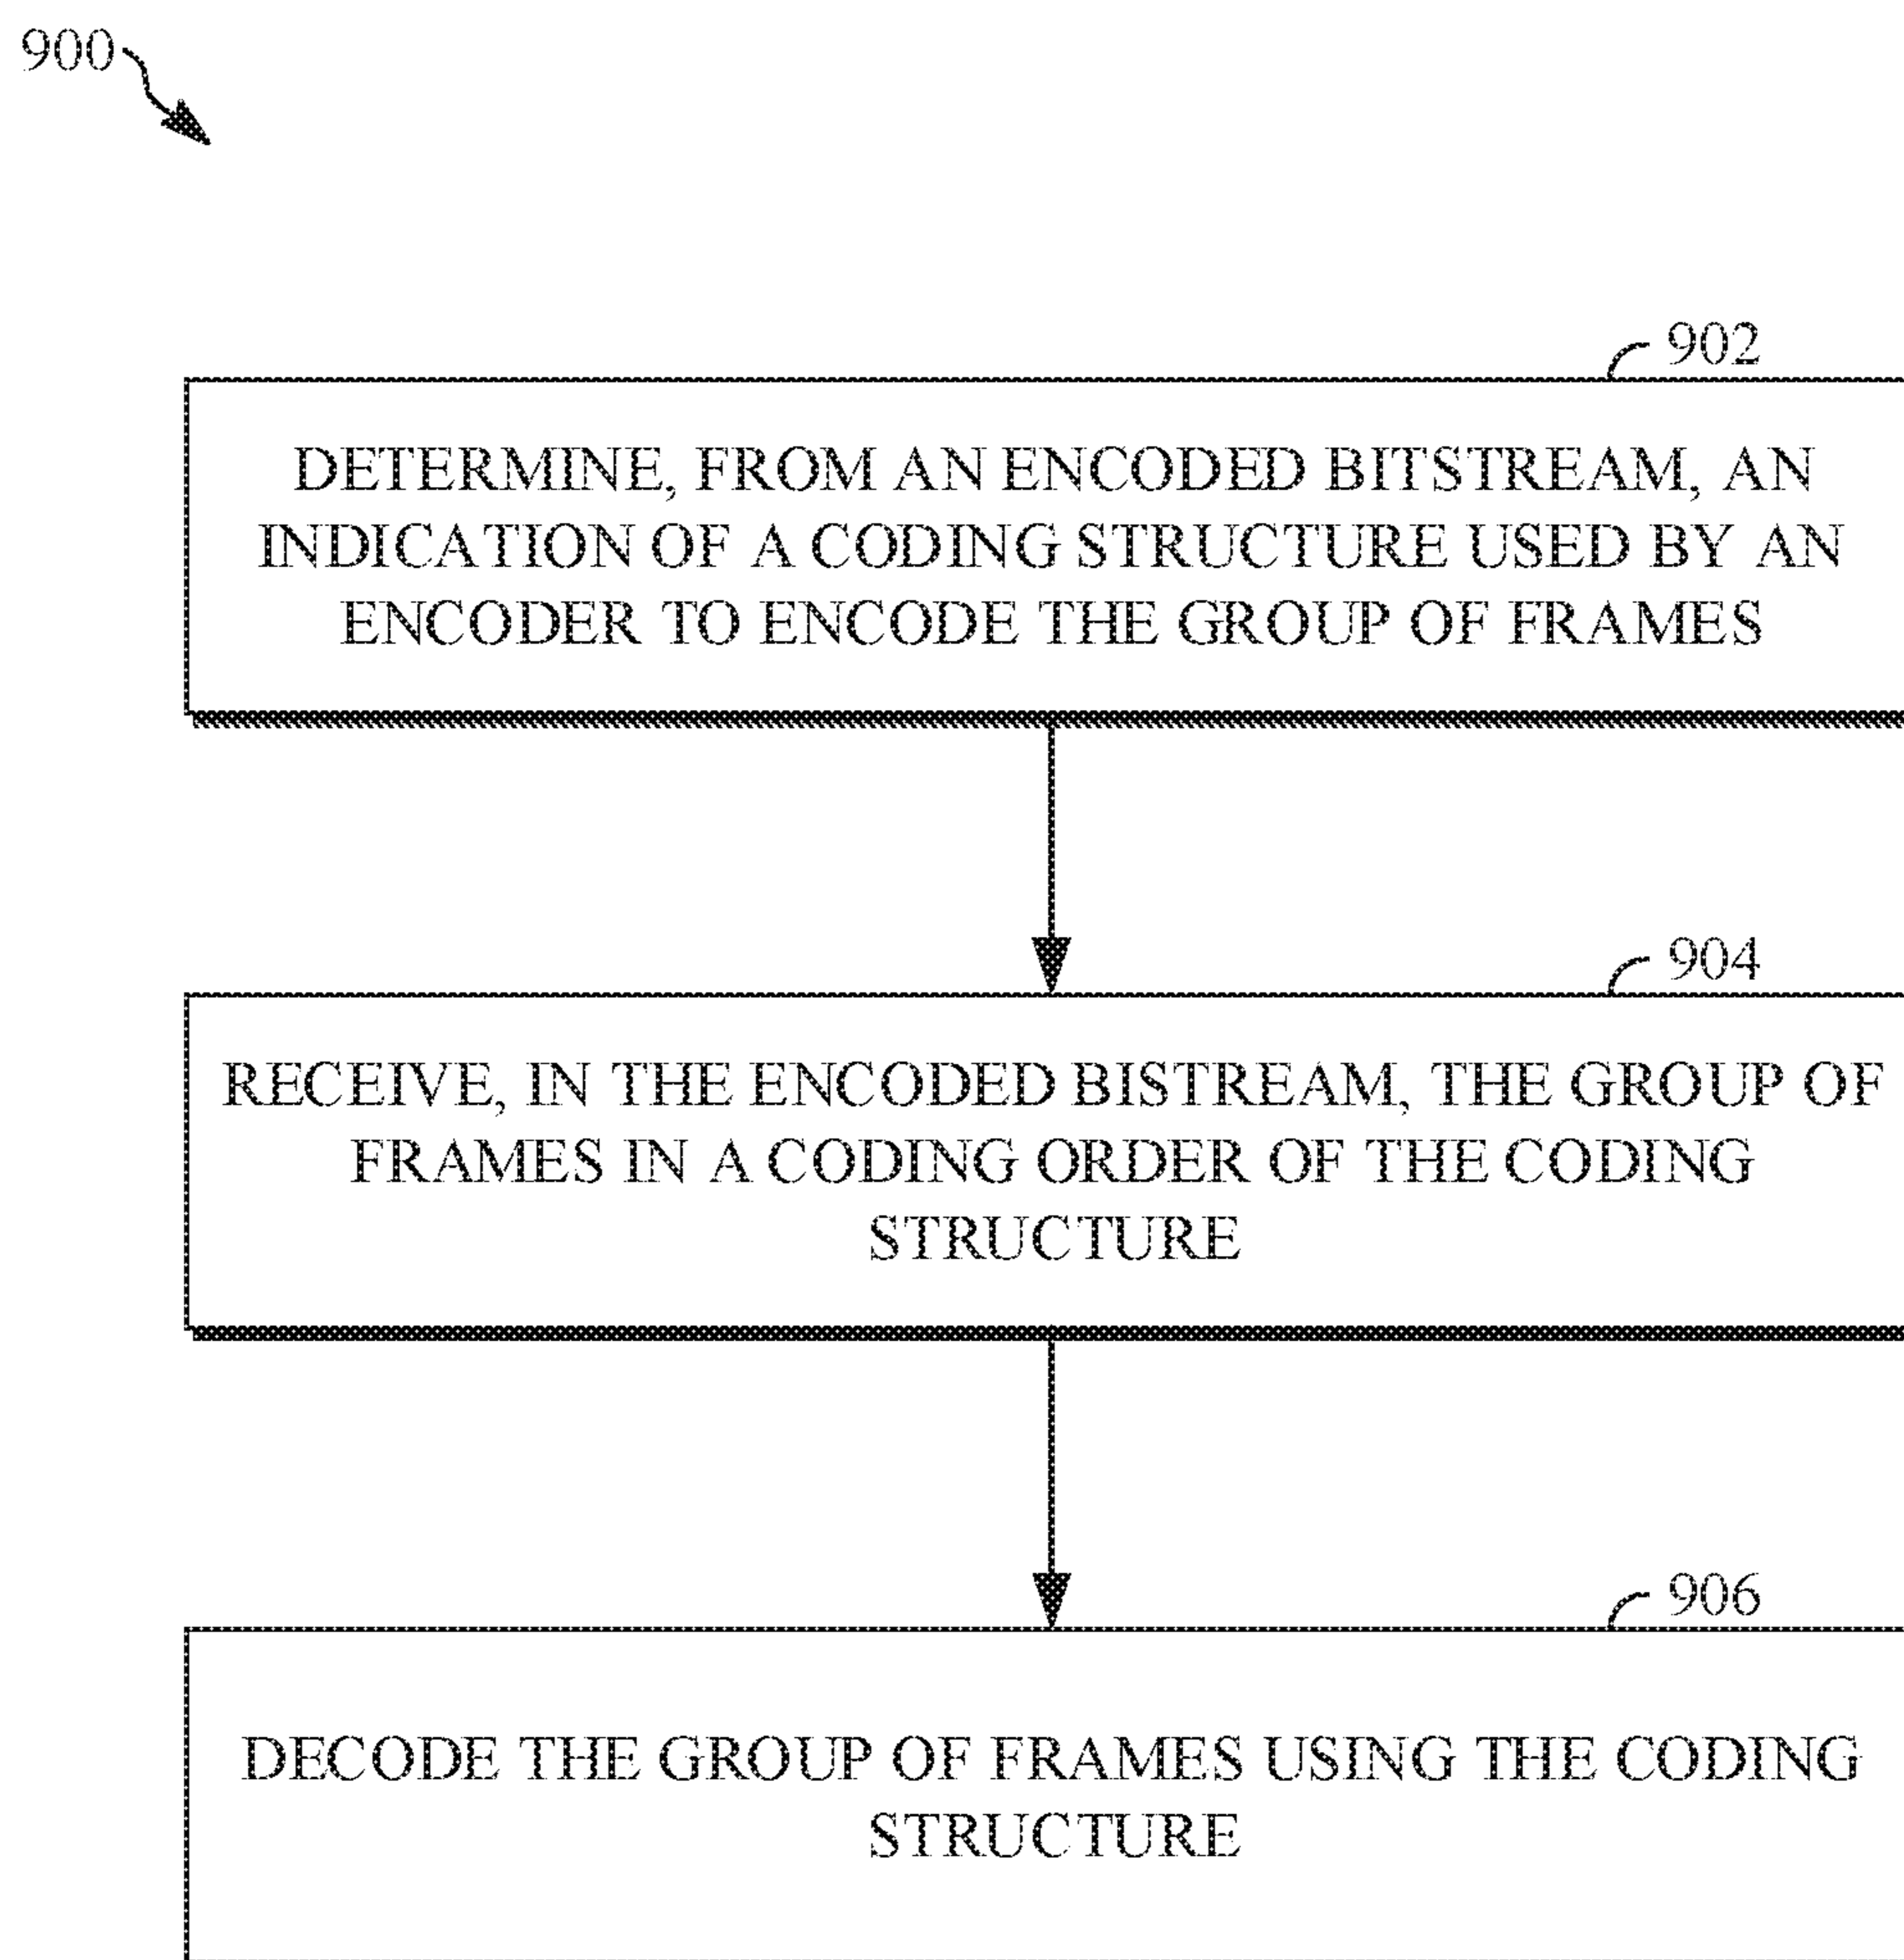 900
902
DETERMINE, FROM AN ENCODED BITSTREAM, AN
INDICATION OF A CODING STRUCTURE USED BY AN
ENCODER TO ENCODE THE GROUP OF FRAMES
904
RECEIVE, IN THE ENCODED BISTREAM, THE GROUP OF
FRAMES IN A CODING ORDER OF THE CODING
STRUCTURE
906
DECODE THE GROUP OF FRAMES USING THE CODING
STRUCTURE